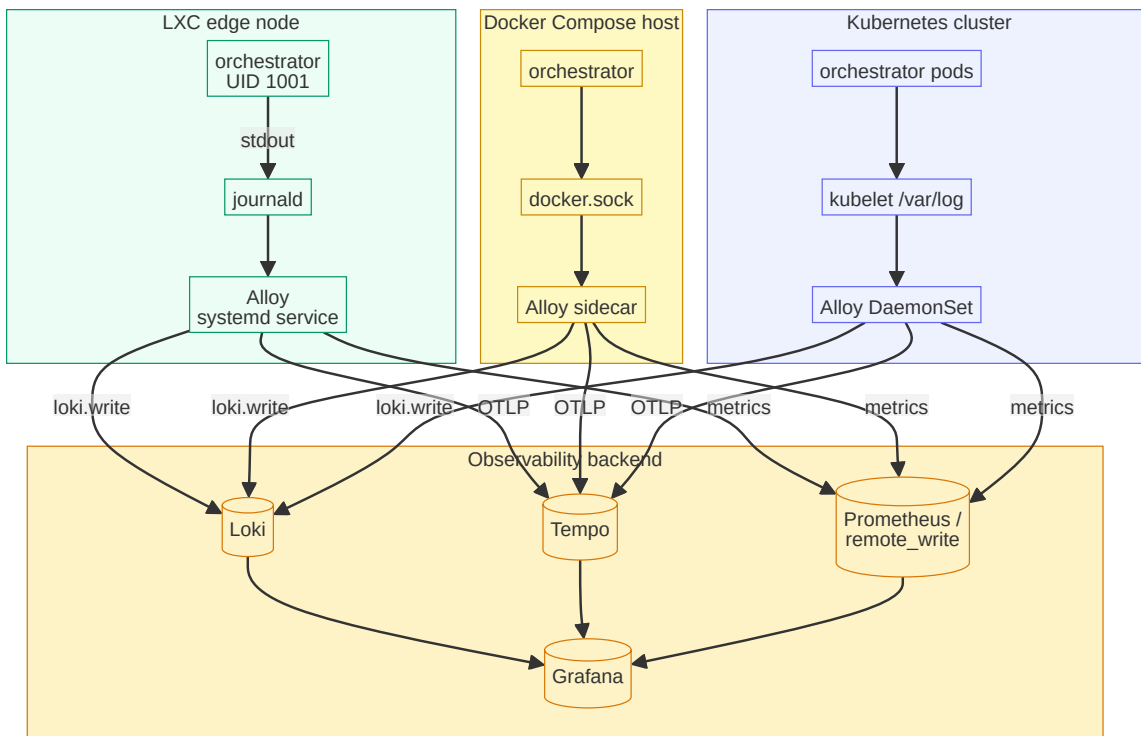 LXC edge node
Docker Compose host
Kubernetes cluster
orchestrator
UID 1001
orchestrator
orchestrator pods
stdout
journald
docker.sock
kubelet /var/log
Alloy
systemd service
Alloy sidecar
Alloy DaemonSet
loki.write
loki.write
loki.write
OTLP
OTLP
OTLP
metrics
metrics
metrics
Observability backend
Loki
Tempo
Prometheus /
remote_write
Grafana